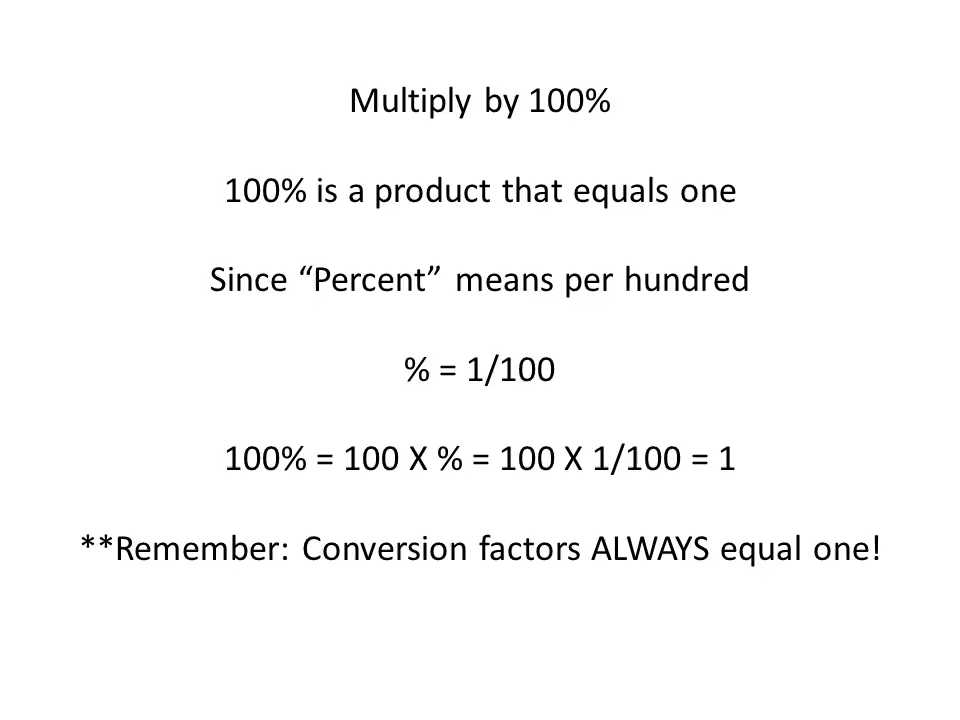 Multiply by 100%
100% is a product that equals one
Since “Percent” means per hundred
% = 1/100
100% = 100 X % = 100 X 1/100 = 1
**Remember: Conversion factors ALWAYS equal one!